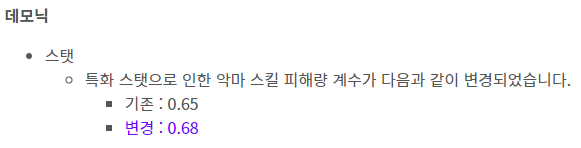 데모닉
스탯
특화 스탯으로 인한 악마 스킬 피해량 계수가 다음과 같이 변경되었습니다.
기존 : 0.65
변경 : 0.68